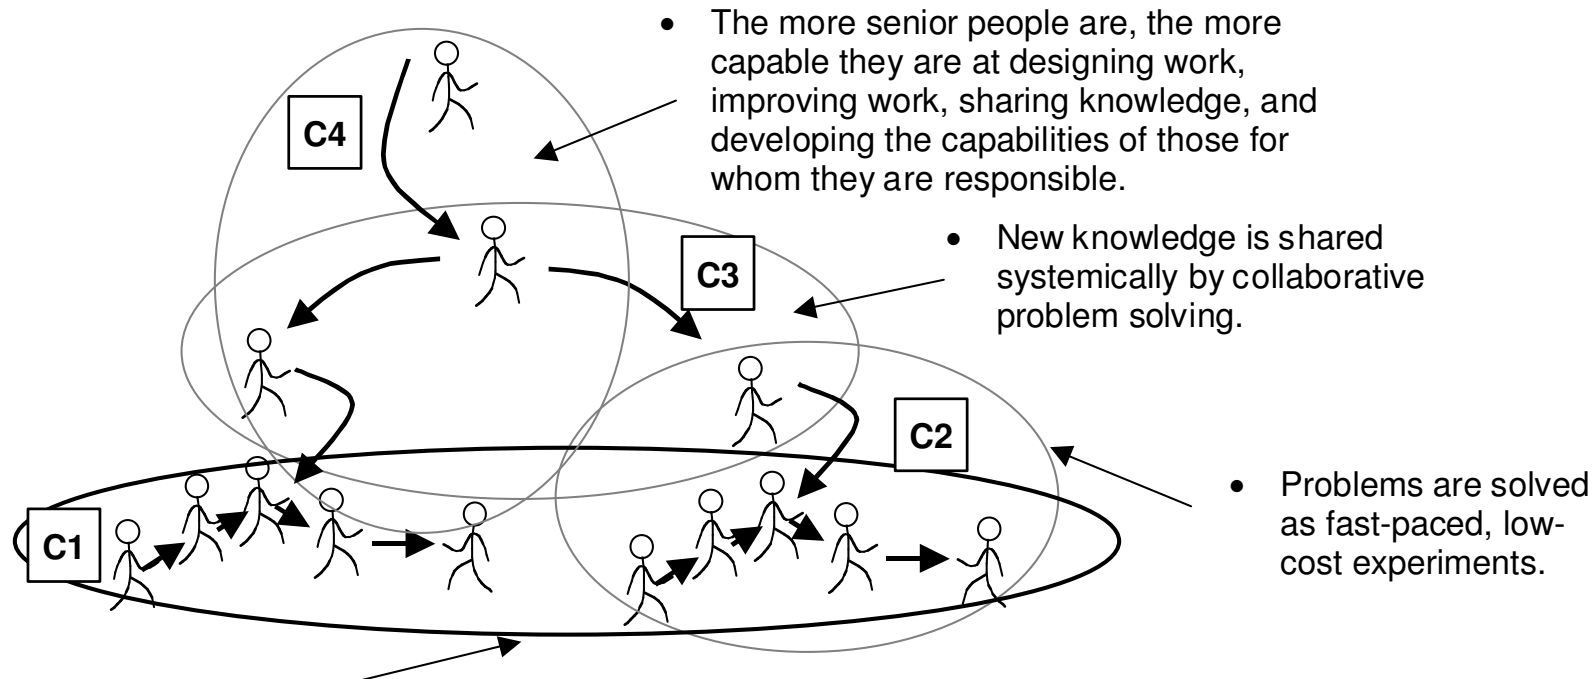 • The more senior people are, the more
capable they are at designing work,
improving work, sharing knowledge, and
developing the capabilities of those for
whom they are responsible.
C4
• New knowledge is shared
systemically by collaborative
problem solving.
C3
C2
• Problems are solved
as fast-paced, low-
cost experiments.
C1